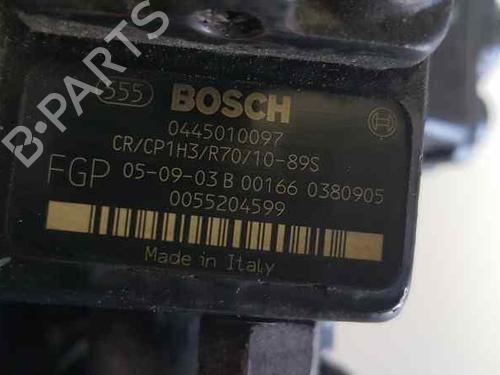 555 BOSCH
0445010097
CR/CP1H3/R70/10-89S
FGP 05-09-03 B 00166 0380905
0055204599
Made in Italy
B-PARTS